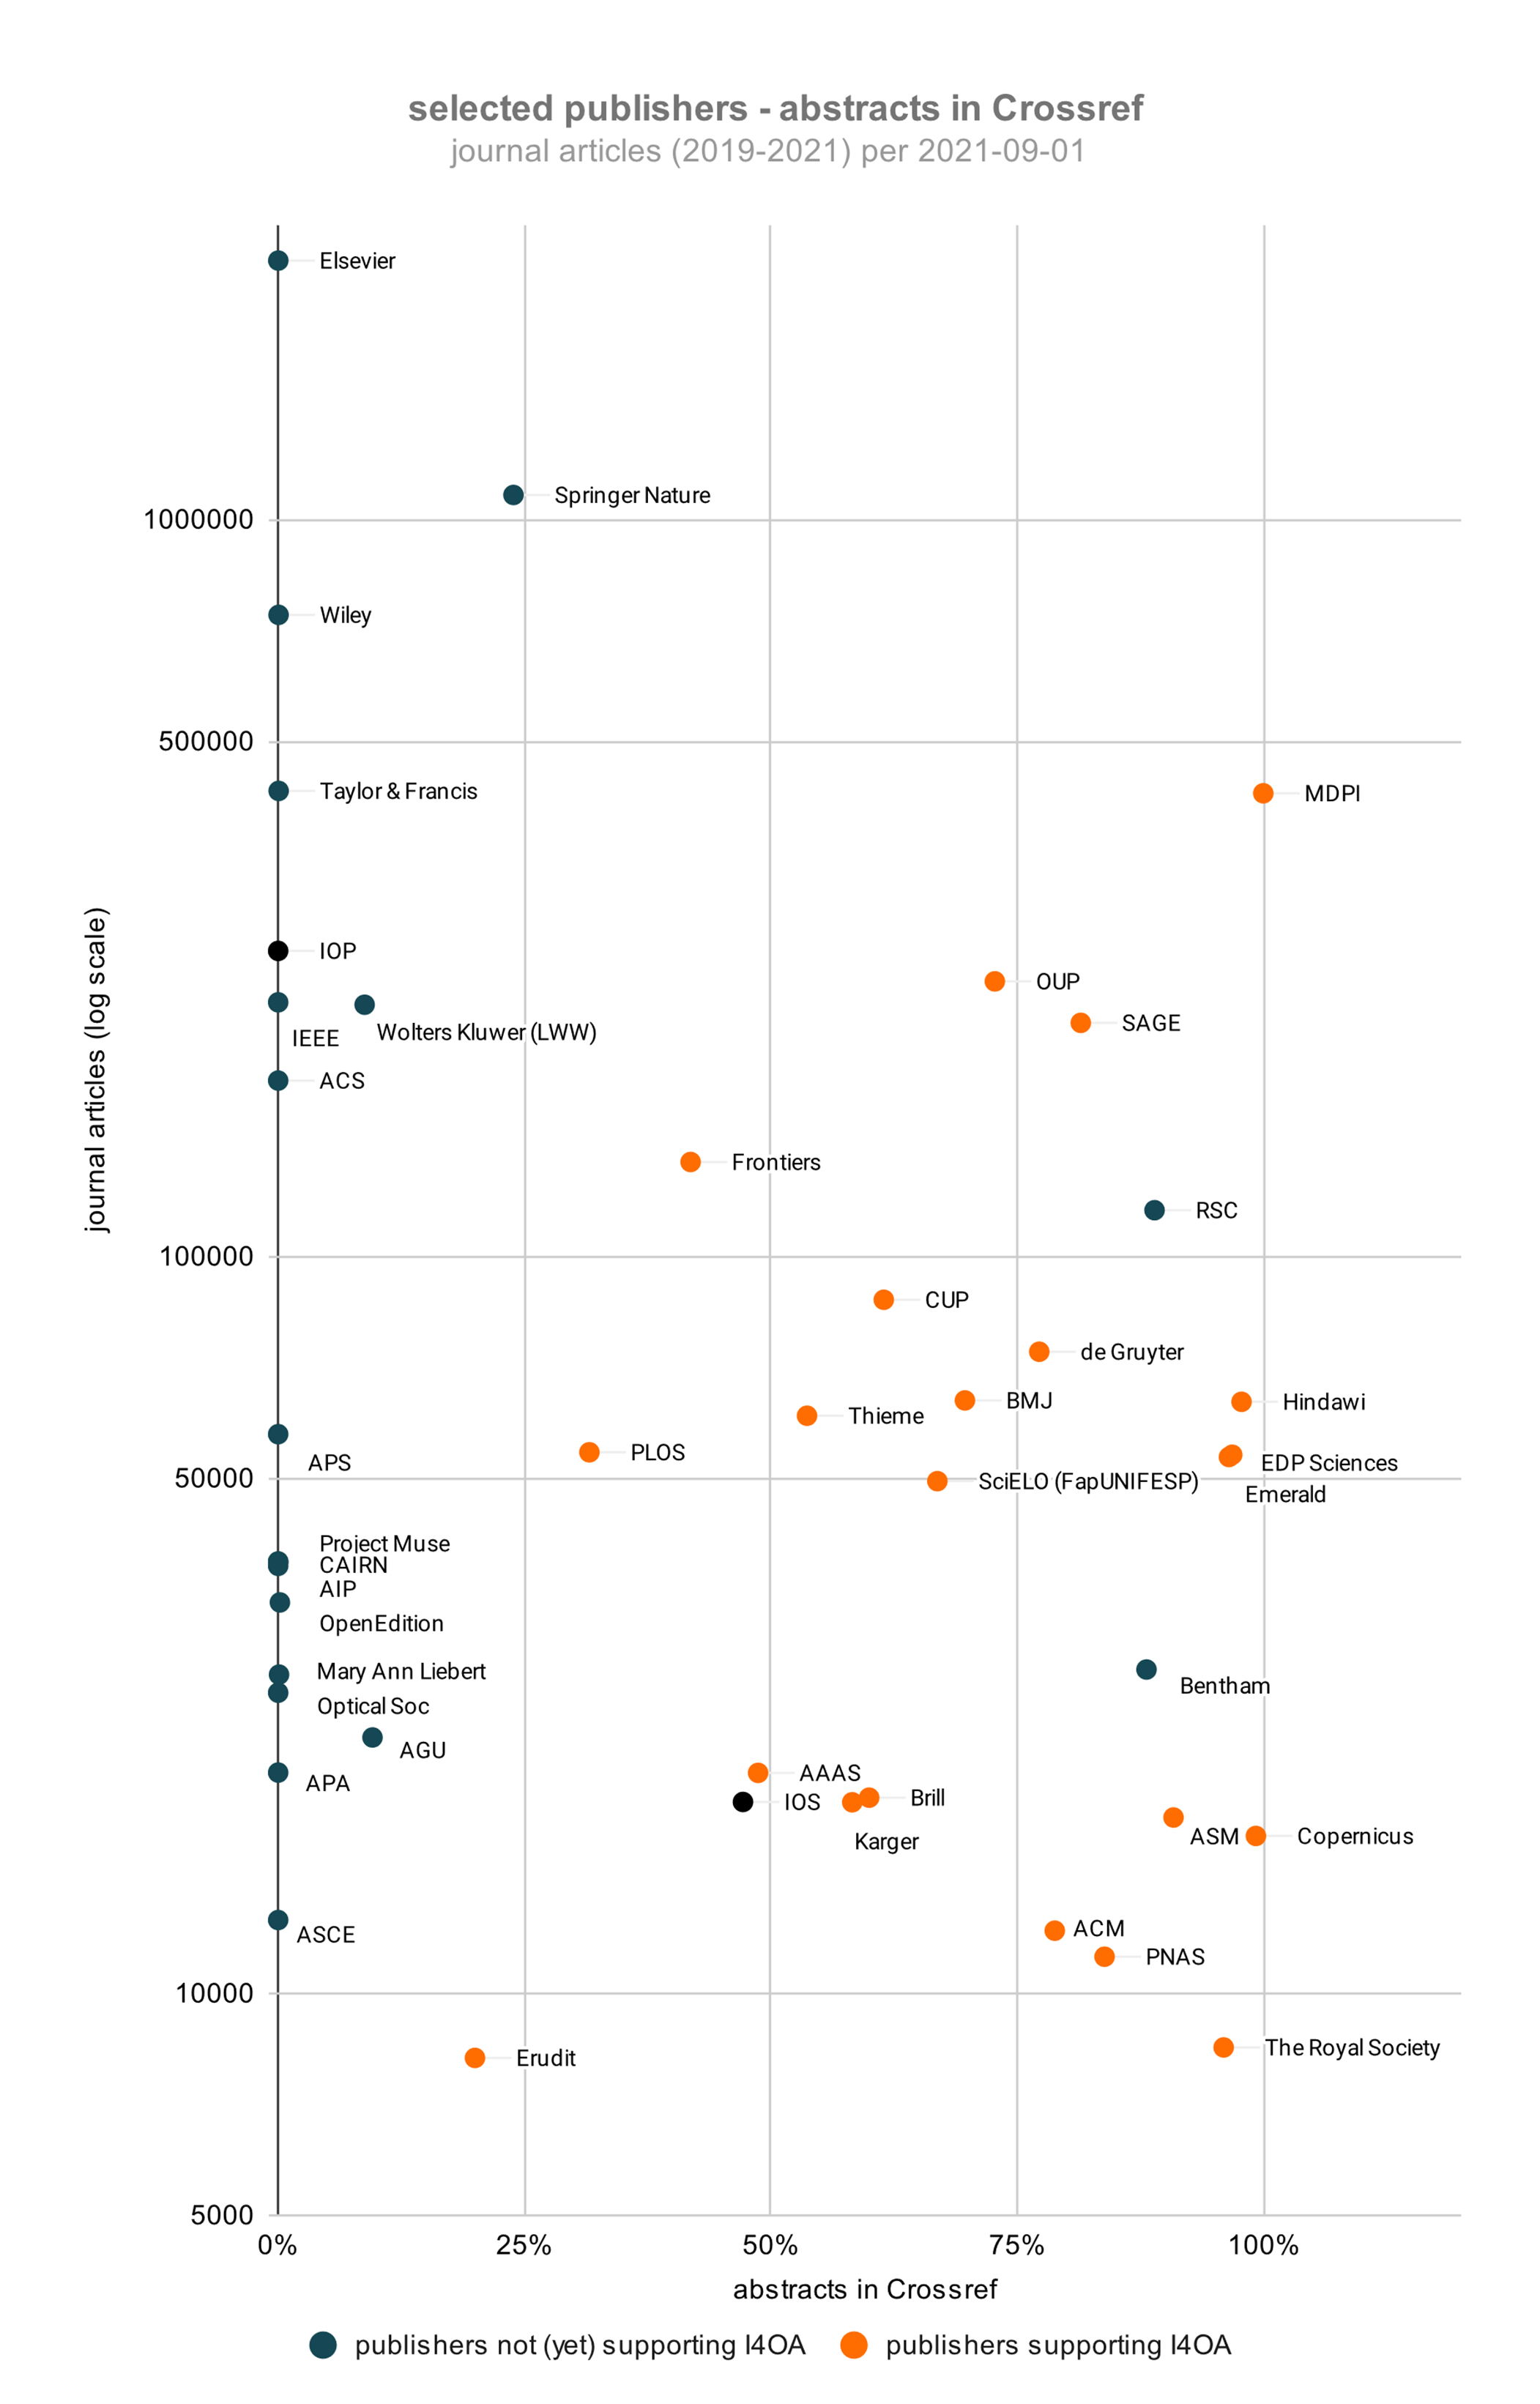 selected publishers - abstracts in Crossref
journal articles (2019-2021) per 2021-09-01
Elsevier
Springer Nature
1000000
Wiley
500000
Taylor & Francis
MDPI
journal articles (log scale)
IOP
OUP
SAGE
Wolters Kluwer (LWW)
IEEE
ACS
Frontiers
RSC
100000
CUP
de Gruyter
BMJ
Hindawi
Thieme
PLOS
APS
EDP Sciences
50000
SciELO (FapUNIFESP)
Emerald
Project Muse
CAIRN
AIP
OpenEdition
Mary Ann Liebert
Bentham
Optical Soc
AGU
AAAS
APA
Brill
IOS
ASM
Copernicus
Karger
ACM
ASCE
PNAS
10000
The Royal Society
Erudit
5000
0% 25% 50% 75% 100%
abstracts in Crossref
publishers not (yet) supporting I4OA publishers supporting I4OA